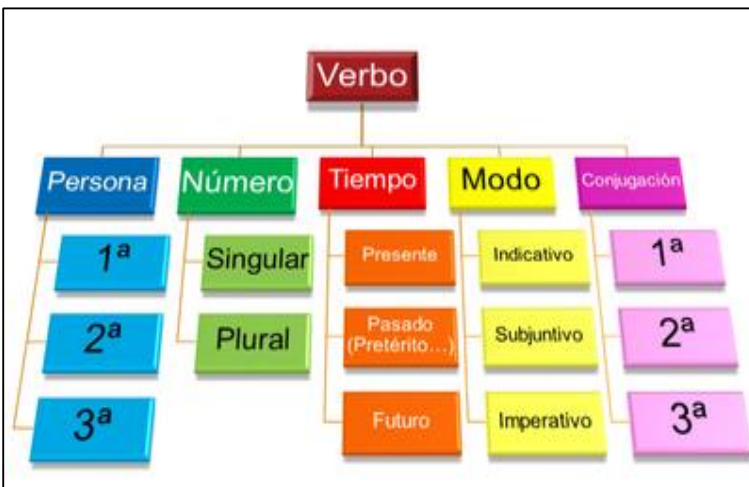 Verbo
Persona
Número
Tiempo
Modo
Conjugación
1ª
Singular
Presente
Indicativo
1ª
2ª
Plural
Pasado
(Pretérito...)
Subjuntivo
2ª
3ª
Futuro
Imperativo
3ª